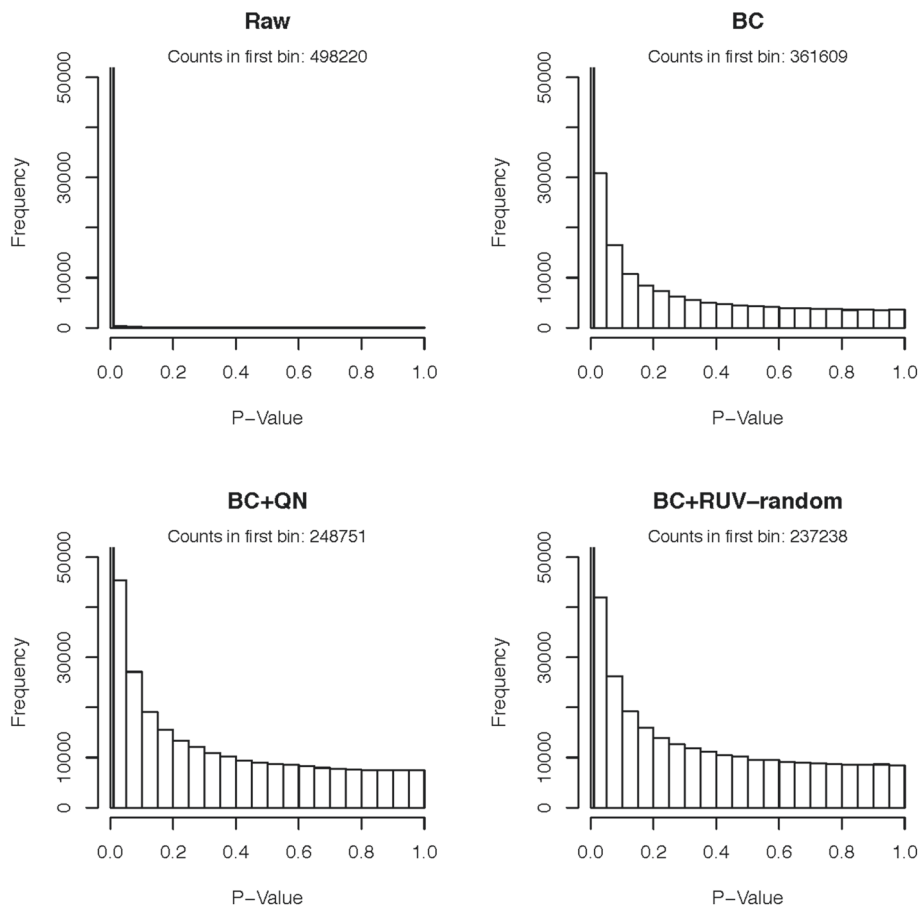 Raw
Counts in first bin: 498220
Frequency
50000
30000
10000
0
0.0 0.2 0.4 0.6 0.8 1.0
P−Value
BC
Counts in first bin: 361609
Frequency
50000
30000
10000
0
0.0 0.2 0.4 0.6 0.8 1.0
P−Value
BC+QN
Counts in first bin: 248751
Frequency
50000
30000
10000
0
0.0 0.2 0.4 0.6 0.8 1.0
P−Value
BC+RUV−random
Counts in first bin: 237238
Frequency
50000
30000
10000
0
0.0 0.2 0.4 0.6 0.8 1.0
P−Value